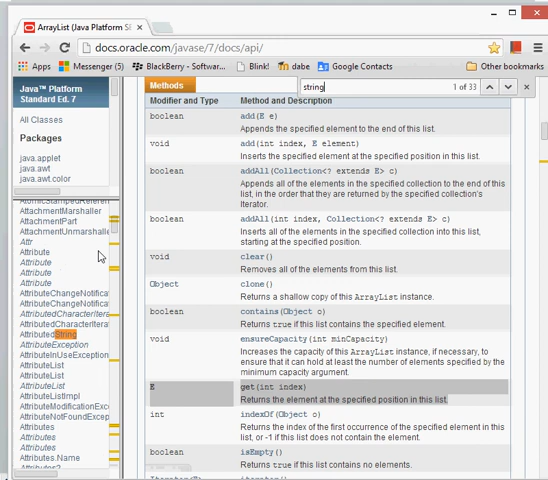 ArrayList (Java Platform SE
docs.oracle.com/javase/7/docs/api/
Apps
Messenger (5)
BlackBerry - Softwar...
Blink!
dabe
Google Contacts
Other bookmarks
string
1 of 33
Java™ Platform
Standard Ed. 7
All Classes
Packages
java.applet
java.awt
java.awt.color
AtomicStampedReferen
AttachmentMarshaller
AttachmentPart
AttachmentUnmarshalle
Attr
Attribute
Attribute
Attribute
Attribute
AttributeChangeNotificat
AttributeChangeNotificat
AttributedCharacterItera
AttributedCharacterItera
AttributedString
AttributeException
AttributeInUseException
AttributeList
AttributeList
AttributeList
AttributeListImpl
AttributeModificationExc
AttributeNotFoundExcep
Attributes
Attributes
Attributes
Attributes.Name
Attributes2
Methods
Modifier and Type
Method and Description
boolean
add(E e)
Appends the specified element to the end of this list.
void
add(int index, E element)
Inserts the specified element at the specified position in this list.
boolean
addAll(Collection<? extends E> c)
Appends all of the elements in the specified collection to the end of this
list, in the order that they are returned by the specified collection's
Iterator.
boolean
addAll(int index, Collection<? extends E> c)
Inserts all of the elements in the specified collection into this list,
starting at the specified position.
void
clear()
Removes all of the elements from this list.
Object
clone()
Returns a shallow copy of this ArrayList instance.
boolean
contains(Object o)
Returns true if this list contains the specified element.
void
ensureCapacity(int minCapacity)
Increases the capacity of this ArrayList instance, if necessary, to
ensure that it can hold at least the number of elements specified by the
minimum capacity argument.
E
get(int index)
Returns the element at the specified position in this list.
int
indexOf(Object o)
Returns the index of the first occurrence of the specified element in this
list, or -1 if this list does not contain the element.
boolean
isEmpty()
Returns true if this list contains no elements.